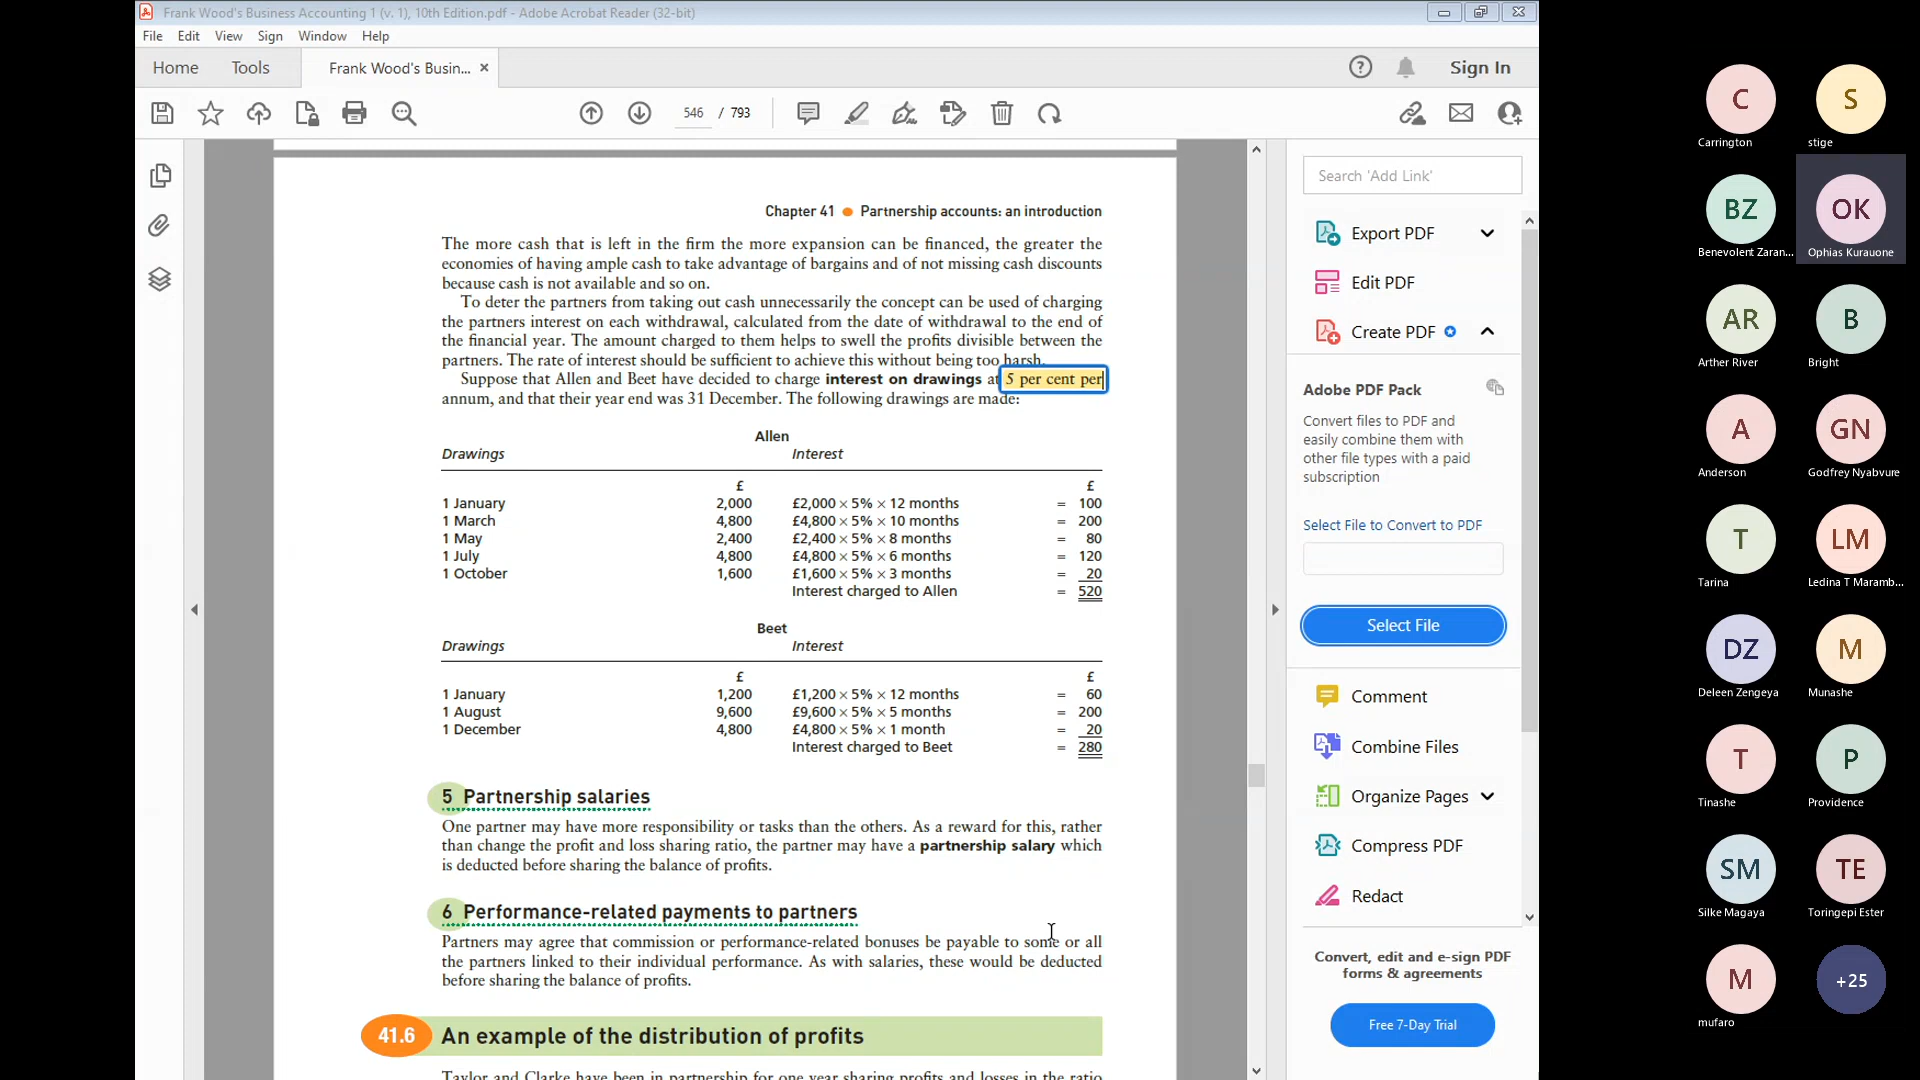 Frank Wood's Business Accounting 1 (v. 1), 10th Edition.pdf - Adobe Acrobat Reader (32-bit)
File Edit View Sign Window Help
Home Tools Frank Wood's Busin... × Sign In
546 / 793
Chapter 41 ● Partnership accounts: an introduction
The more cash that is left in the firm the more expansion can be financed, the greater the
economies of having ample cash to take advantage of bargains and of not missing cash discounts
because cash is not available and so on.
To deter the partners from taking out cash unnecessarily the concept can be used of charging
the partners interest on each withdrawal, calculated from the date of withdrawal to the end of
the financial year. The amount charged to them helps to swell the profits divisible between the
partners. The rate of interest should be sufficient to achieve this without being too harsh.
Suppose that Allen and Beet have decided to charge interest on drawings at 5 per cent per
annum, and that their year end was 31 December. The following drawings are made:
Allen
Drawings Interest
£ £
1 January 2,000 £2,000 × 5% × 12 months = 100
1 March 4,800 £4,800 × 5% × 10 months = 200
1 May 2,400 £2,400 × 5% × 8 months = 80
1 July 4,800 £4,800 × 5% × 6 months = 120
1 October 1,600 £1,600 × 5% × 3 months = 20
Interest charged to Allen = 520
Beet
Drawings Interest
£ £
1 January 1,200 £1,200 × 5% × 12 months = 60
1 August 9,600 £9,600 × 5% × 5 months = 200
1 December 4,800 £4,800 × 5% × 1 month = 20
Interest charged to Beet = 280
5 Partnership salaries
One partner may have more responsibility or tasks than the others. As a reward for this, rather
than change the profit and loss sharing ratio, the partner may have a partnership salary which
is deducted before sharing the balance of profits.
6 Performance-related payments to partners
Partners may agree that commission or performance-related bonuses be payable to some or all
the partners linked to their individual performance. As with salaries, these would be deducted
before sharing the balance of profits.
41.6 An example of the distribution of profits
Taylor and Clarke have been in partnership for one year sharing profits and losses in the ratio
Search 'Add Link'
Export PDF
Edit PDF
Create PDF
Adobe PDF Pack
Convert files to PDF and
easily combine them with
other file types with a paid
subscription
Select File to Convert to PDF
Select File
Comment
Combine Files
Organize Pages
Compress PDF
Redact
Convert, edit and e-sign PDF
forms & agreements
Free 7-Day Trial
C S
Carrington stige
BZ OK
Benevolent Zaran... Ophias Kurauone
AR B
Arther River Bright
A GN
Anderson Godfrey Nyabvure
T LM
Tarina Ledina T Maramb...
DZ M
Deleen Zengeya Munashe
T P
Tinashe Providence
SM TE
Silke Magaya Toringepi Ester
M +25
mufaro